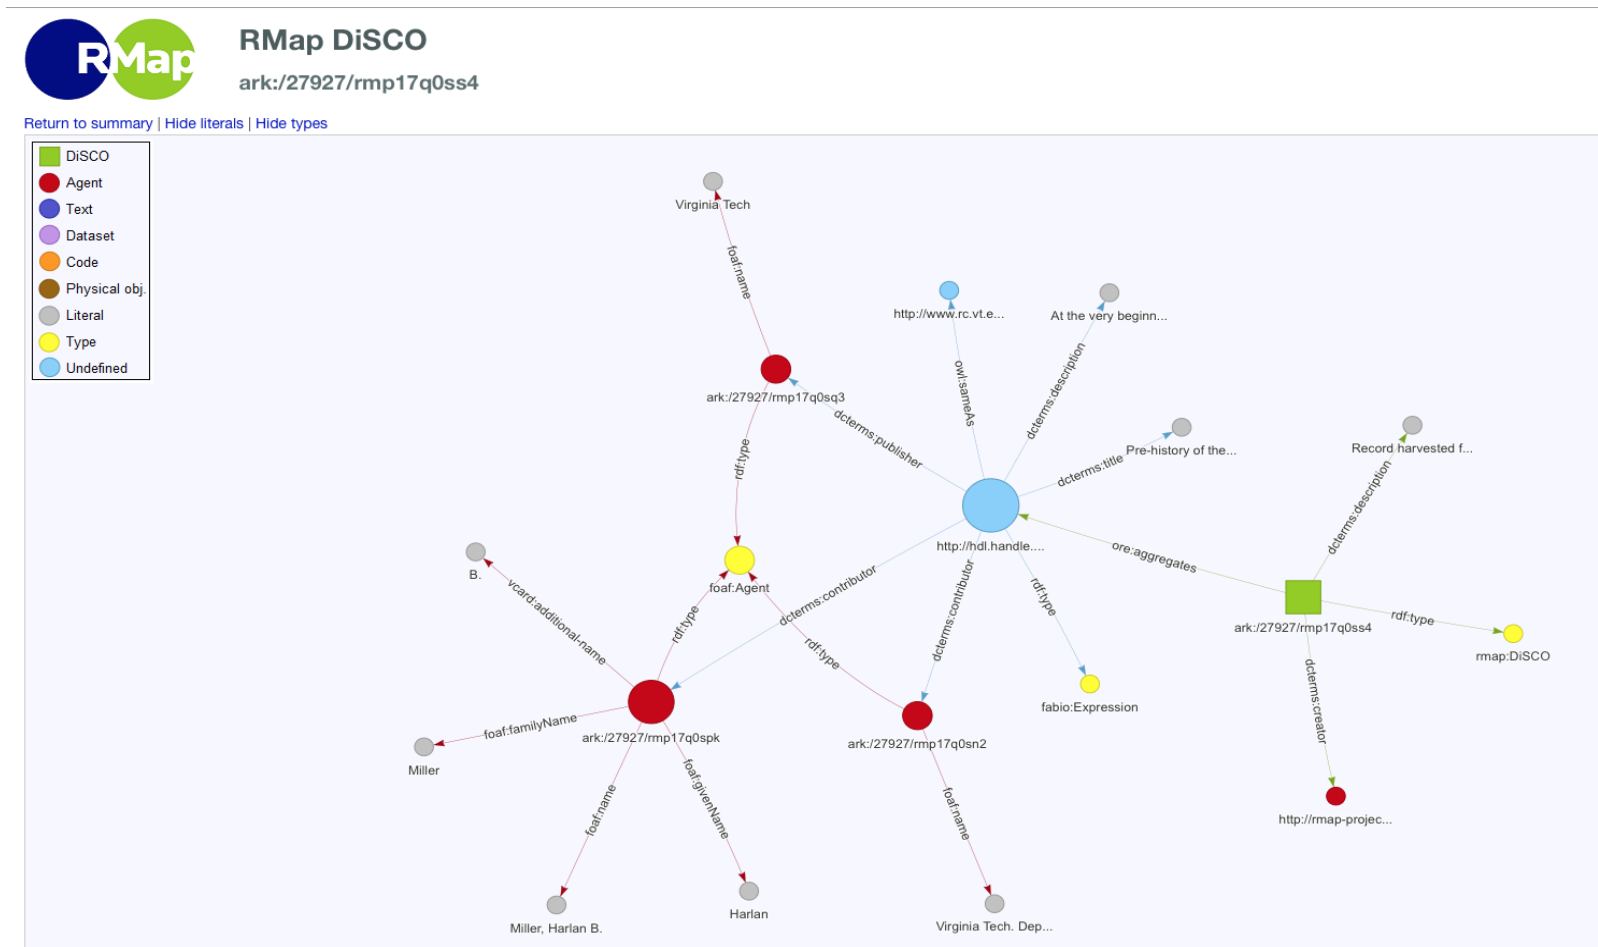 RMap
RMap DiSCO
ark:/27927/rmp17q0ss4
Return to summary | Hide literals | Hide types
DiSCO
Agent
Text
Dataset
Code
Physical obj.
Literal
Type
Undefined
Virginia Tech
foaf:name
http://www.rc.vt.e...
At the very beginn...
owl:sameAs
dcterms:description
ark:/27927/rmp17q0sq3
dcterms:publisher
rdf:type
dcterms:title
Pre-history of the...
Record harvested f...
dcterms:description
http://hdl.handle....
ore:aggregates
B.
vcard:additional-name
foaf:Agent
rdf:type
dcterms:contributor
rdf:type
dcterms:contributor
rdf:type
ark:/27927/rmp17q0ss4
rdf:type
rmap:DiSCO
dcterms:creator
fabio:Expression
foaf:familyName
ark:/27927/rmp17q0spk
ark:/27927/rmp17q0sn2
Miller
foaf:name
foaf:givenName
foaf:name
http://rmap-projec...
Miller, Harlan B.
Harlan
Virginia Tech. Dep...